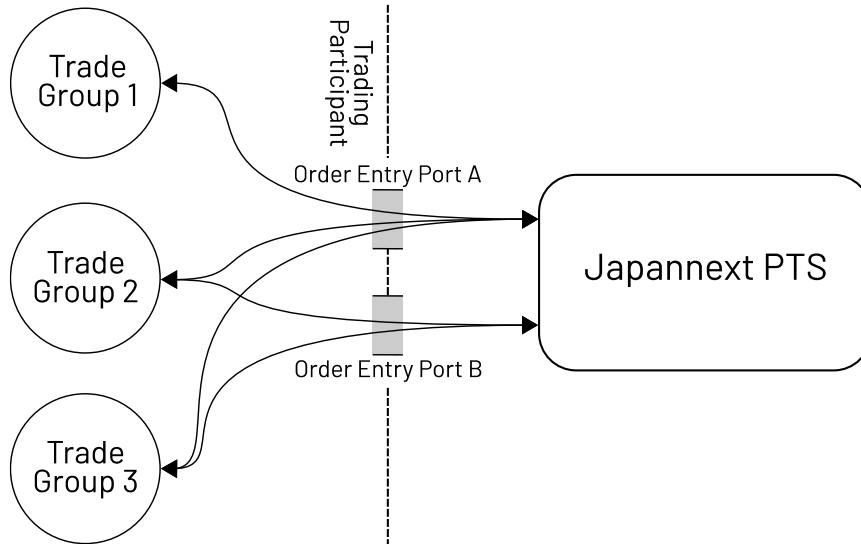 Trade
Group 1
Trading
Participant
Order Entry Port A
Trade
Group 2
Japannext PTS
Order Entry Port B
Trade
Group 3